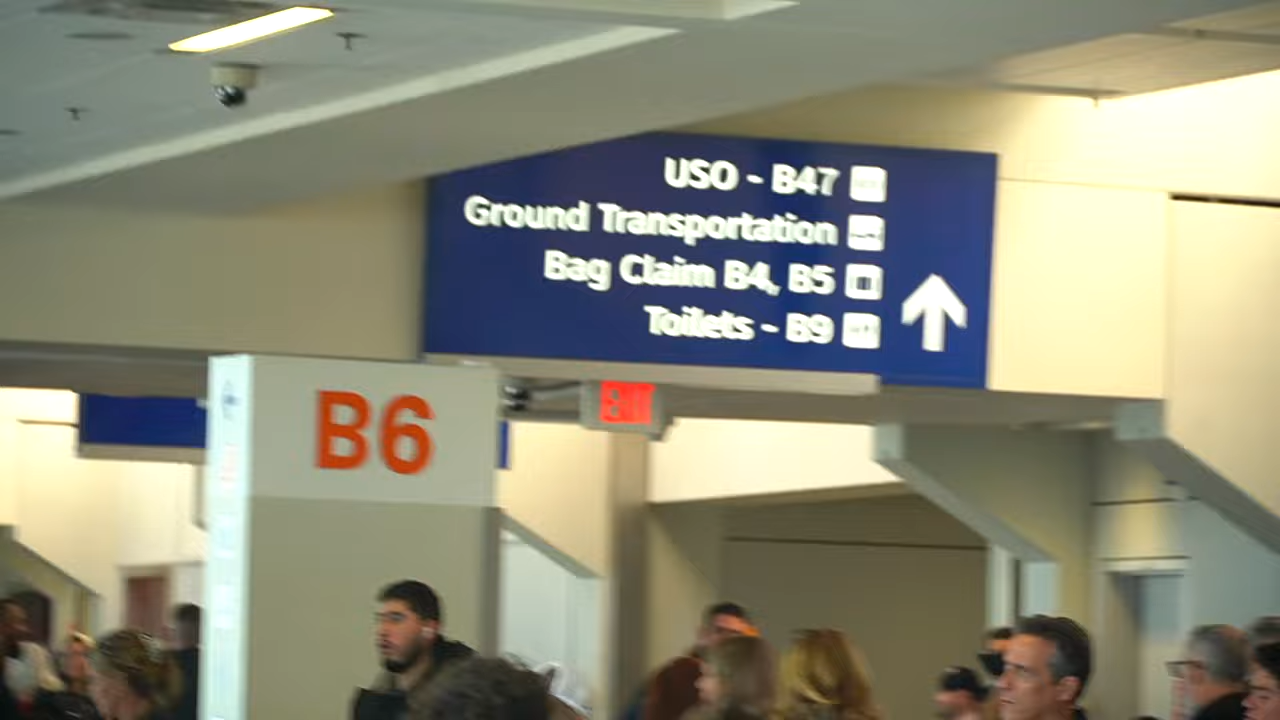 USO - B47
Ground Transportation
Bag Claim B4, B5
Toilets - B9
B6
EXIT